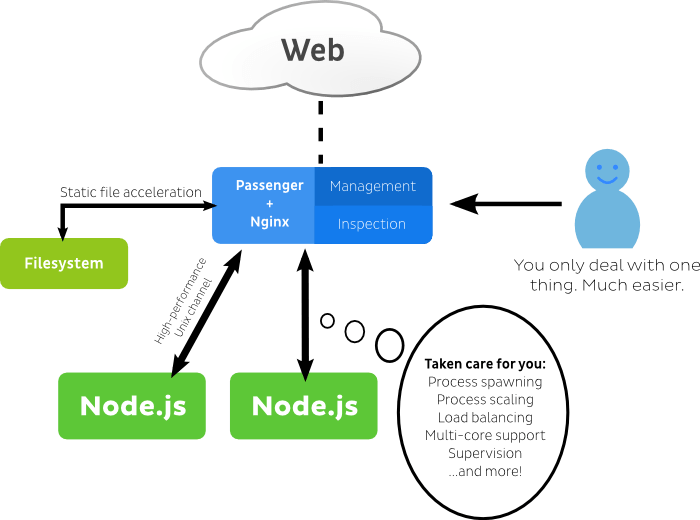 Web
Passenger
+
Nginx
Management
Inspection
Static file acceleration
Filesystem
You only deal with one
thing. Much easier.
High-performance
Unix channel
Node.js
Node.js
Taken care for you:
Process spawning
Process scaling
Load balancing
Multi-core support
Supervision
...and more!